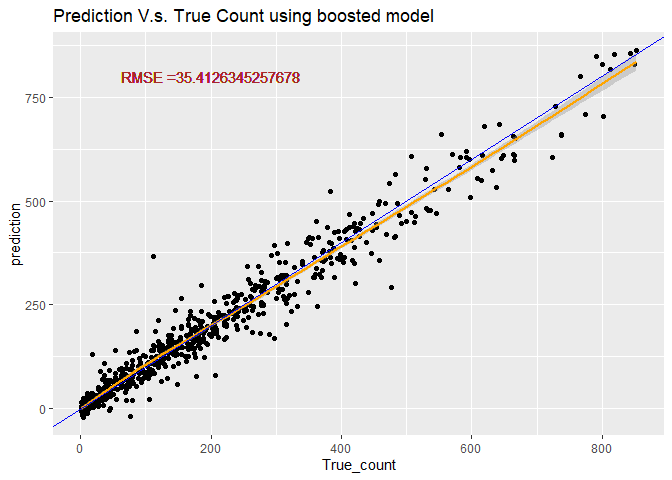 Prediction V.s. True Count using boosted model
RMSE =35.4126345257678
750
500
250
0
prediction
0 200 400 600 800
True_count